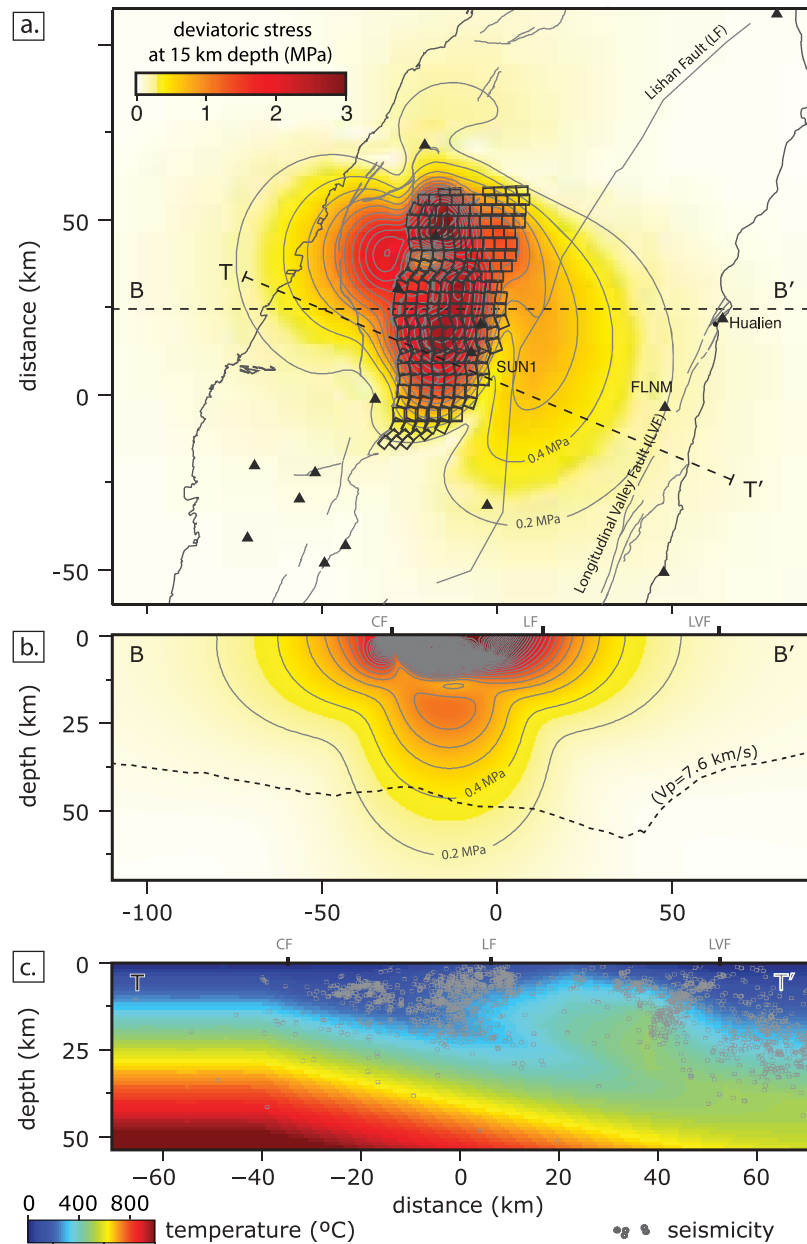 a.
deviatoric stress
at 15 km depth (MPa)
0 1 2 3
Lishan Fault (LF)
50
T
B B’
Hualien
SUN1
FLNM
0
0.4 MPa
T’
0.2 MPa
Longitudinal Valley Fault (LVF)
-50
distance (km)
CF LF LVF
b.
B B’
0
25
50
depth (km)
(Vp=7.6 km/s)
0.4 MPa
0.2 MPa
-100 -50 0 50
CF LF LVF
c.
T T’
0
25
50
depth (km)
-60 -40 -20 0 20 40 60
distance (km)
0 400 800
temperature (ºC)
seismicity